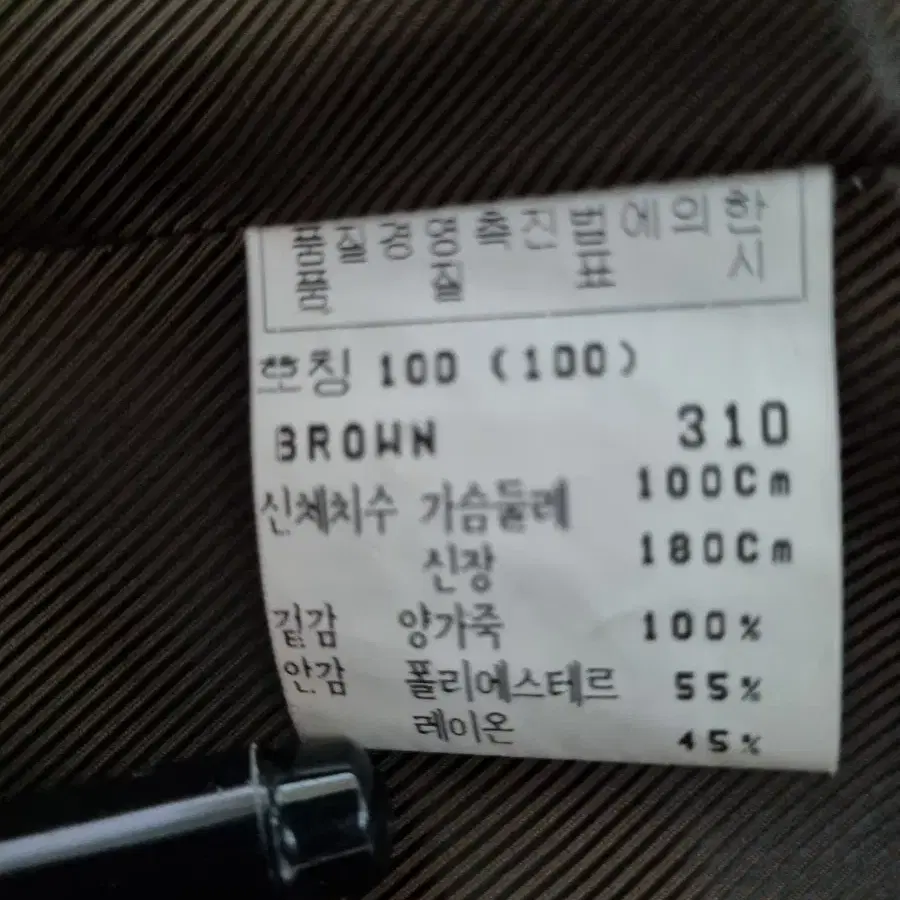 품질경영촉진법에의한
품질표시
호칭 100 (100)
BROWN 310
신체치수 가슴둘레 100Cm
신장 180Cm
겉감 양가죽 100%
안감 폴리에스테르 55%
레이온 45%